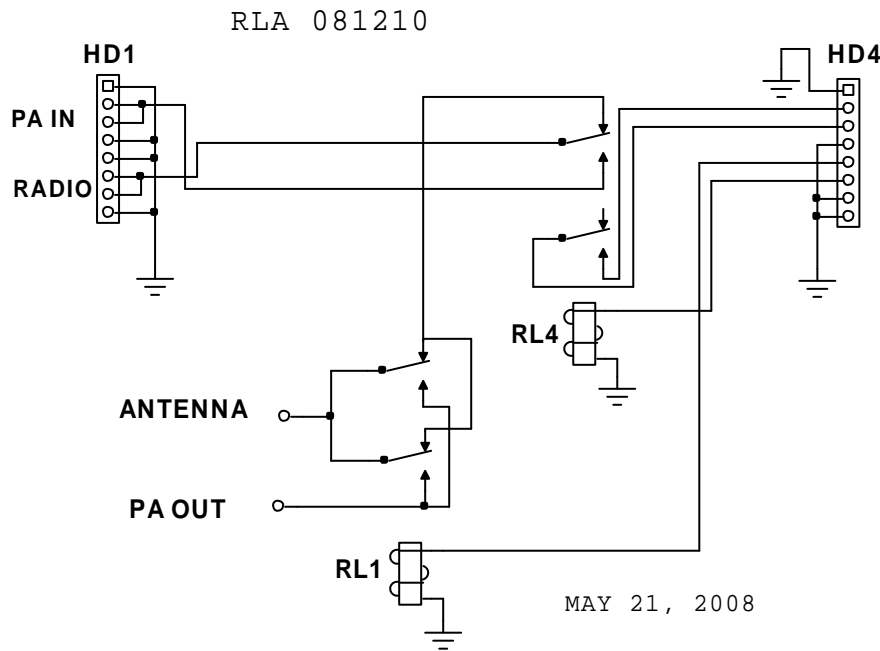 RLA 081210
HD1
HD4
PA IN
RADIO
RL4
ANTENNA
PA OUT
RL1
MAY 21, 2008